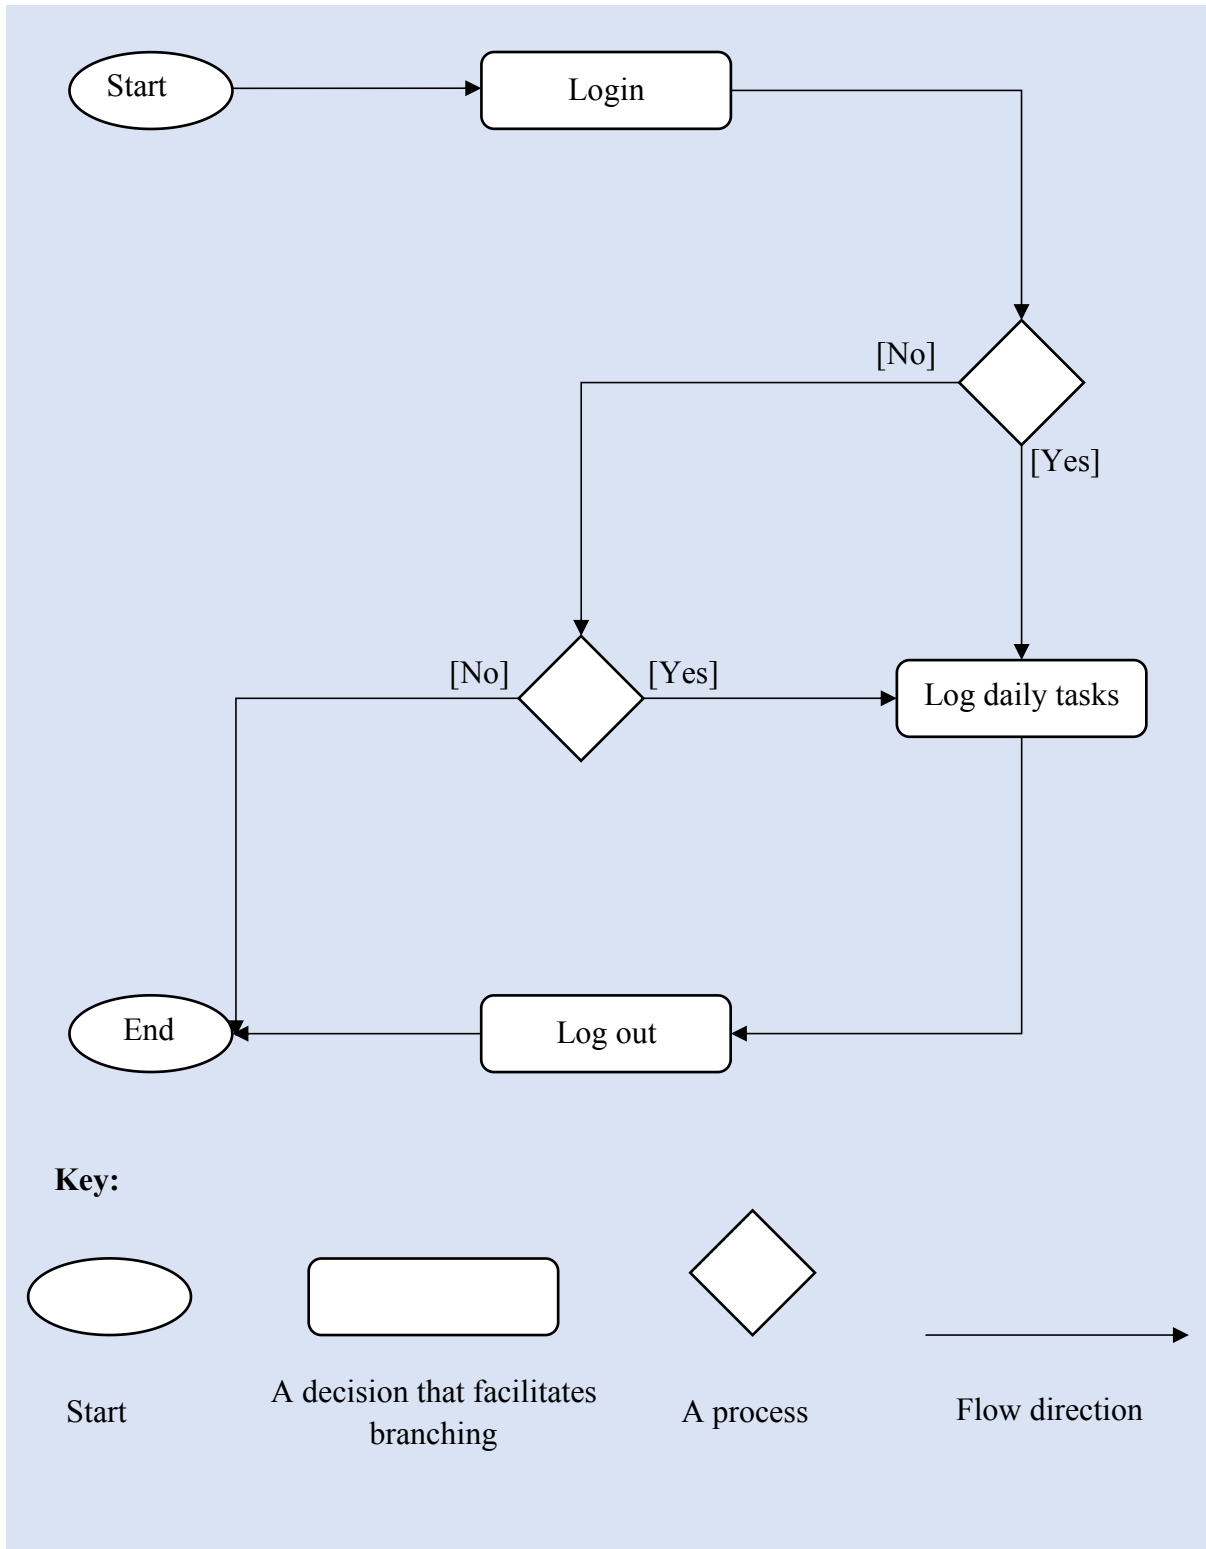 Start
Login
[No]
[Yes]
[No]
[Yes]
Log daily tasks
End
Log out
Key:
Start
A decision that facilitates
branching
A process
Flow direction